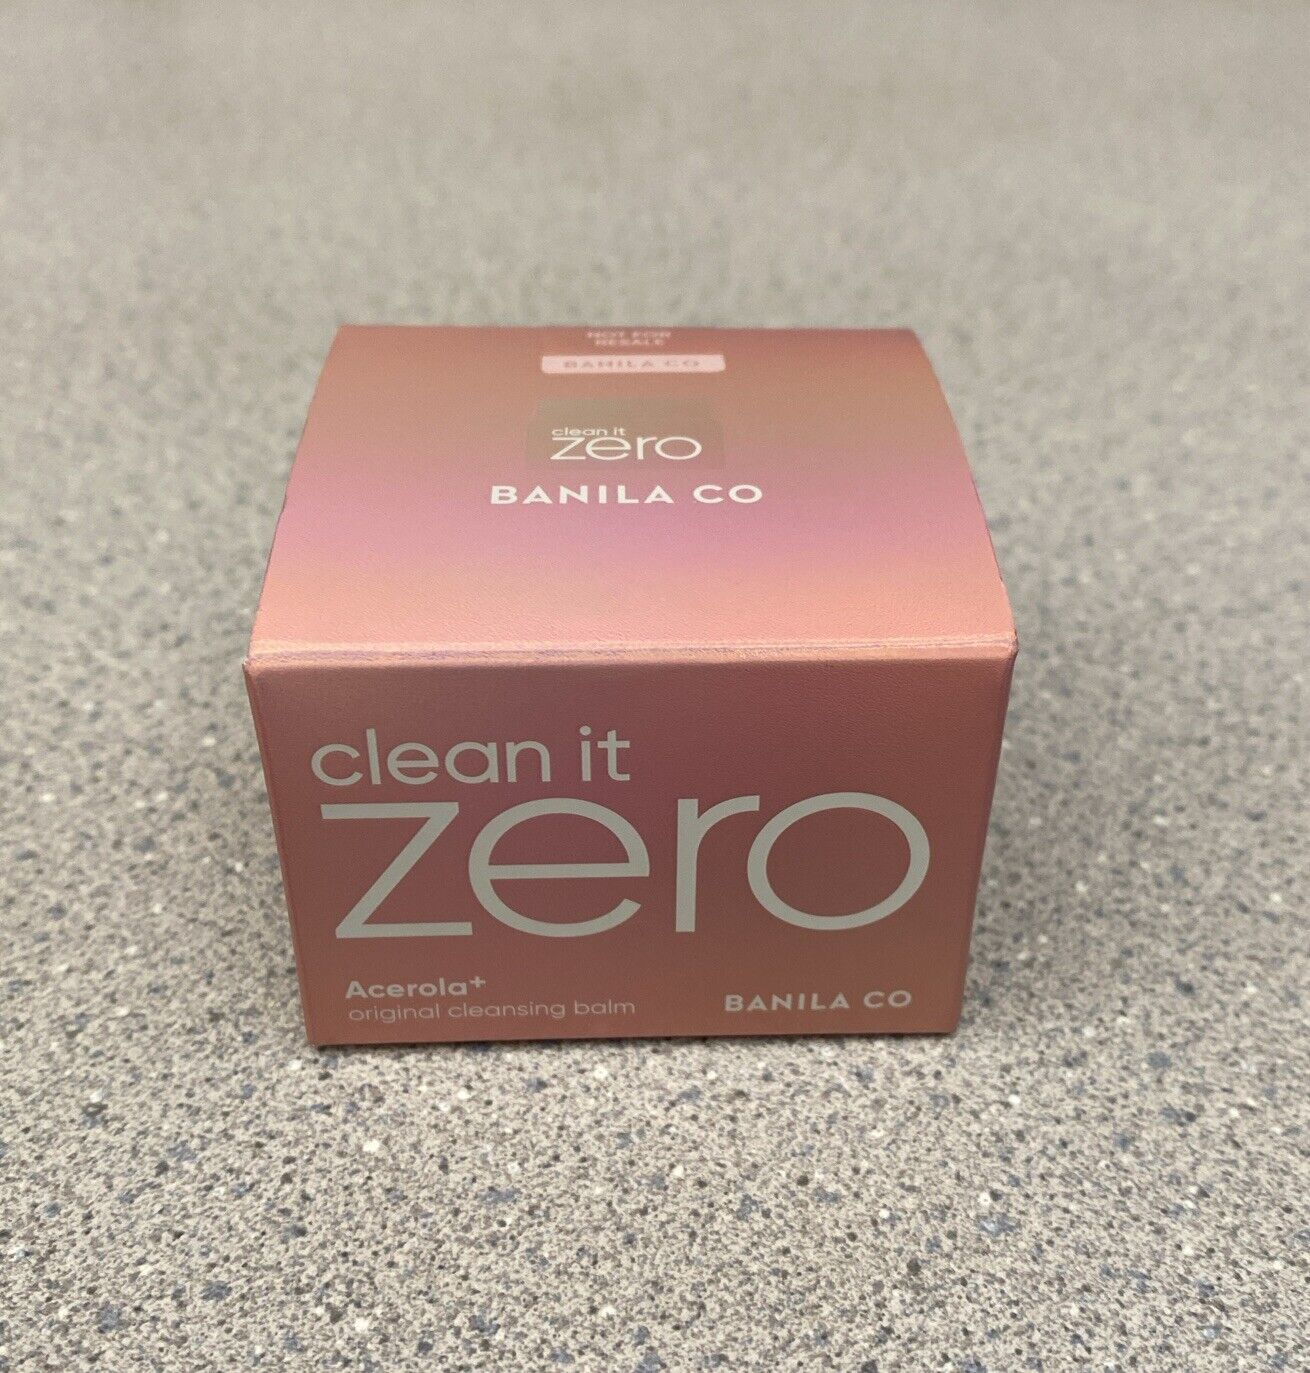 NOT FOR
RESALE
BANILA CO
clean it
zero
BANILA CO
clean it
zero
Acerola+
original cleansing balm
BANILA CO